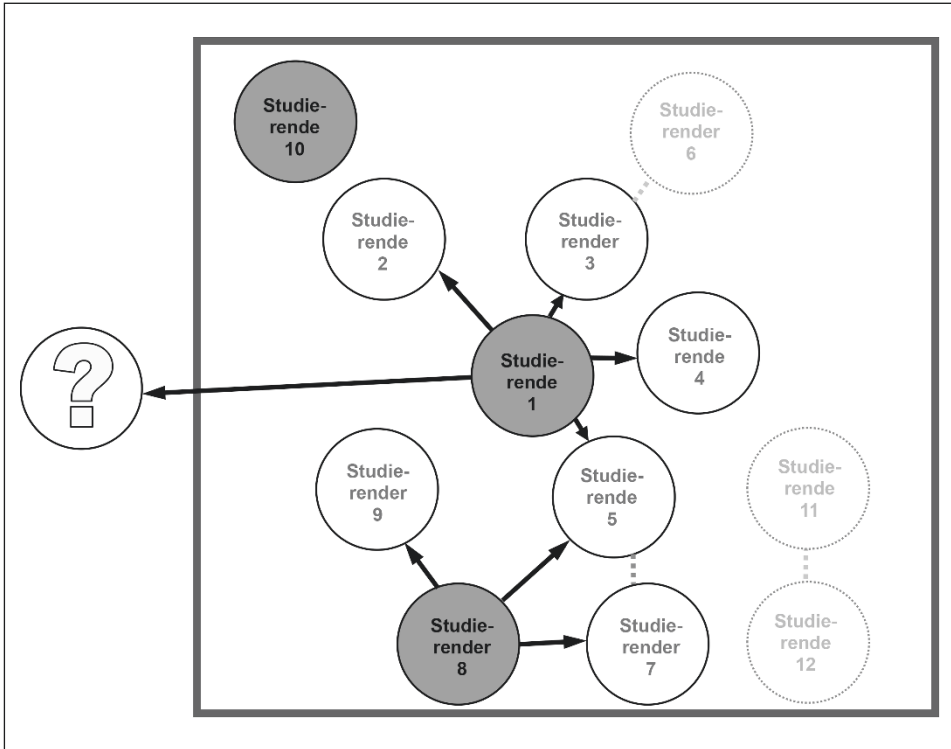 Studie-
rende
10
Studie-
render
6
Studie-
rende
2
Studie-
render
3
?
Studie-
rende
1
Studie-
rende
4
Studie-
render
9
Studie-
rende
5
Studie-
rende
11
Studie-
render
8
Studie-
render
7
Studie-
rende
12